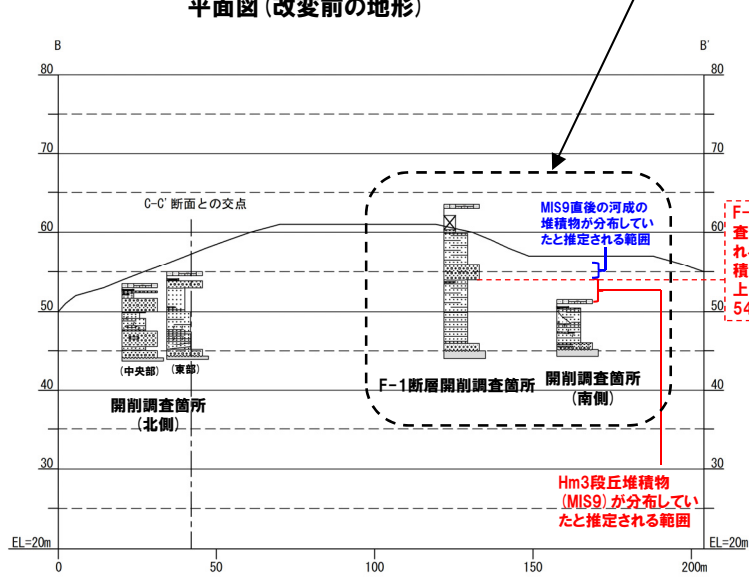 平面図(改変前の地形)
B
B'
80
80
70
70
C-C' 断面との交点
MIS9直後の河成の
堆積物が分布してい
たと推定される範囲
F-
査
れ
積
上
54
60
60
50
50
(中央部)
(東部)
開削調査箇所
(北側)
F-1断層開削調査箇所
開削調査箇所
(南側)
40
40
30
30
Hm3段丘堆積物
(MIS9)が分布してい
たと推定される範囲
EL=20m
EL=20m
0
50
100
150
200m